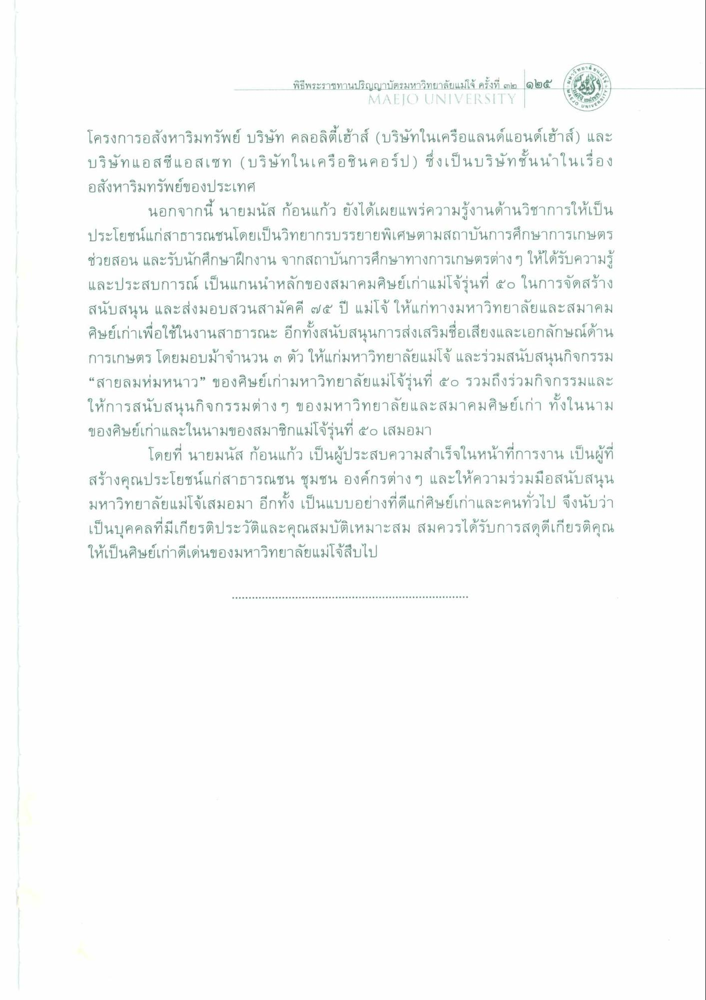 พิธีพระราชทานปริญญาบัตรมหาวิทยาลัยแม่โจ้ ครั้งที่ ๓๒ ๑๒๕
MAEJO UNIVERSITY
มหาวิทยาลัยแม่โจ้
แม่โจ้ ๒๔๗๗
MAEJO UNIVERSITY
โครงการอสังหาริมทรัพย์ บริษัท คลอลิตี้เฮ้าส์ (บริษัทในเครือแลนด์แอนด์เฮ้าส์) และ
บริษัทแอสซีแอสเซท (บริษัทในเครือชินคอร์ป) ซึ่งเป็นบริษัทชั้นนำในเรื่อง
อสังหาริมทรัพย์ของประเทศ
นอกจากนี้ นายมนัส ก้อนแก้ว ยังได้เผยแพร่ความรู้งานด้านวิชาการให้เป็น
ประโยชน์แก่สาธารณชนโดยเป็นวิทยากรบรรยายพิเศษตามสถาบันการศึกษาการเกษตร
ช่วยสอน และรับนักศึกษาฝึกงาน จากสถาบันการศึกษาทางการเกษตรต่างๆ ให้ได้รับความรู้
และประสบการณ์ เป็นแกนนำหลักของสมาคมศิษย์เก่าแม่โจ้รุ่นที่ ๕๐ ในการจัดสร้าง
สนับสนุน และส่งมอบสวนสามัคคี ๗๕ ปี แม่โจ้ ให้แก่ทางมหาวิทยาลัยและสมาคม
ศิษย์เก่าเพื่อใช้ในงานสาธารณะ อีกทั้งสนับสนุนการส่งเสริมชื่อเสียงและเอกลักษณ์ด้าน
การเกษตร โดยมอบม้าจำนวน ๓ ตัว ให้แก่มหาวิทยาลัยแม่โจ้ และร่วมสนับสนุนกิจกรรม
“สายลมห่มหนาว” ของศิษย์เก่ามหาวิทยาลัยแม่โจ้รุ่นที่ ๕๐ รวมถึงร่วมกิจกรรมและ
ให้การสนับสนุนกิจกรรมต่างๆ ของมหาวิทยาลัยและสมาคมศิษย์เก่า ทั้งในนาม
ของศิษย์เก่าและในนามของสมาชิกแม่โจ้รุ่นที่ ๕๐ เสมอมา
โดยที่ นายมนัส ก้อนแก้ว เป็นผู้ประสบความสำเร็จในหน้าที่การงาน เป็นผู้ที่
สร้างคุณประโยชน์แก่สาธารณชน ชุมชน องค์กรต่างๆ และให้ความร่วมมือสนับสนุน
มหาวิทยาลัยแม่โจ้เสมอมา อีกทั้ง เป็นแบบอย่างที่ดีแก่ศิษย์เก่าและคนทั่วไป จึงนับว่า
เป็นบุคคลที่มีเกียรติประวัติและคุณสมบัติเหมาะสม สมควรได้รับการสดุดีเกียรติคุณ
ให้เป็นศิษย์เก่าดีเด่นของมหาวิทยาลัยแม่โจ้สืบไป